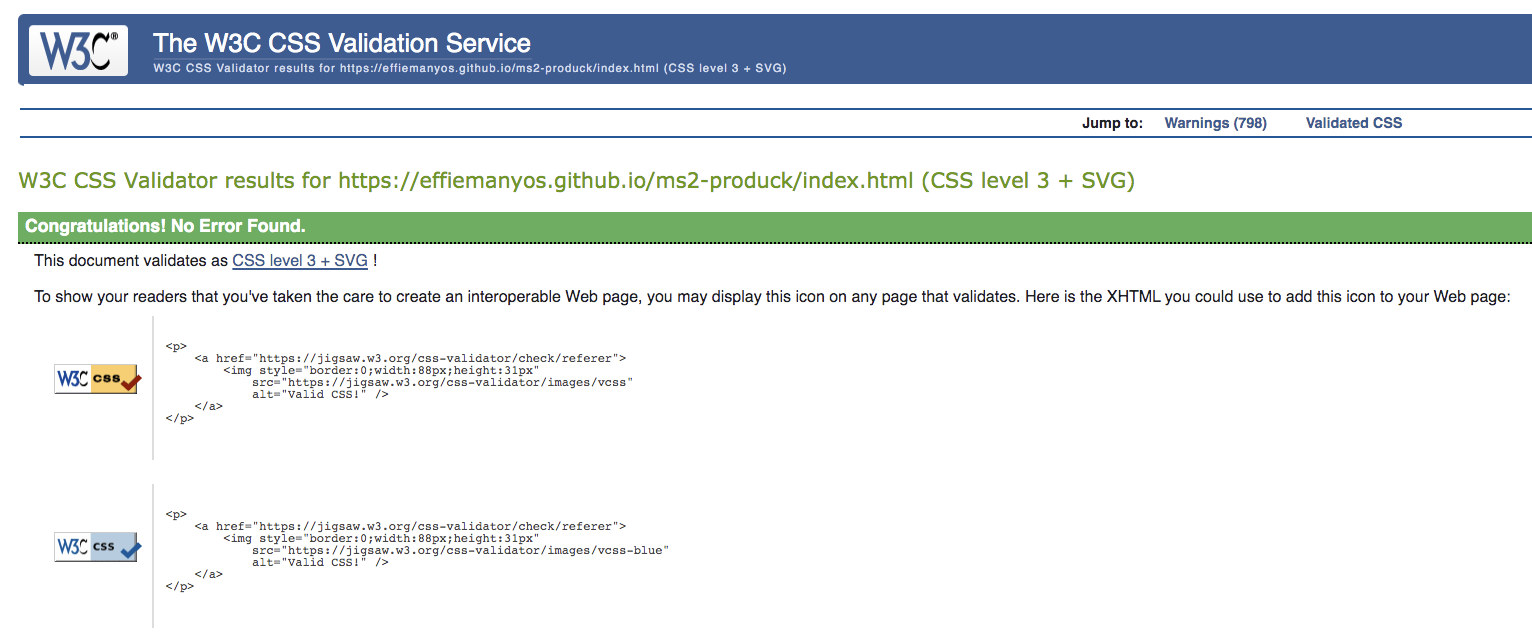 W3C®
The W3C CSS Validation Service
W3C CSS Validator results for https://effiemanyos.github.io/ms2-produck/index.html (CSS level 3 + SVG)
Jump to: Warnings (798) Validated CSS
W3C CSS Validator results for https://effiemanyos.github.io/ms2-produck/index.html (CSS level 3 + SVG)
Congratulations! No Error Found.
This document validates as CSS level 3 + SVG !
To show your readers that you've taken the care to create an interoperable Web page, you may display this icon on any page that validates. Here is the XHTML you could use to add this icon to your Web page:
W3C css
<p>
<a href="https://jigsaw.w3.org/css-validator/check/referer">
<img style="border:0;width:88px;height:31px"
src="https://jigsaw.w3.org/css-validator/images/vcss"
alt="Valid CSS!" />
</a>
</p>
W3C css
<p>
<a href="https://jigsaw.w3.org/css-validator/check/referer">
<img style="border:0;width:88px;height:31px"
src="https://jigsaw.w3.org/css-validator/images/vcss-blue"
alt="Valid CSS!" />
</a>
</p>